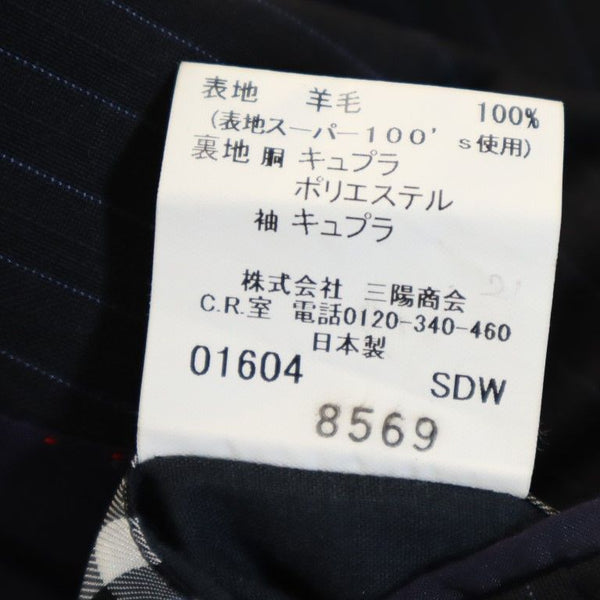 表地 羊毛 100%
(表地スーパー100's使用)
裏地 胴 キュプラ
ポリエステル
袖 キュプラ
株式会社 三陽商会
C.R.室 電話0120-340-460
日本製
01604 SDW
8569